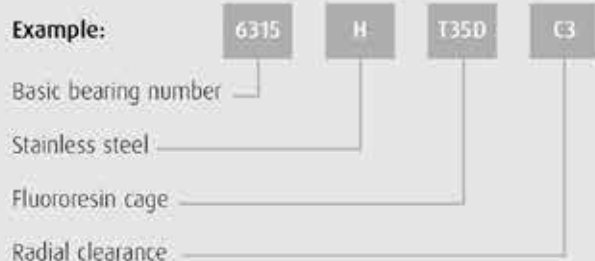 Example: 6315 H T35D C3
Basic bearing number
Stainless steel
Fluororesin cage
Radial clearance